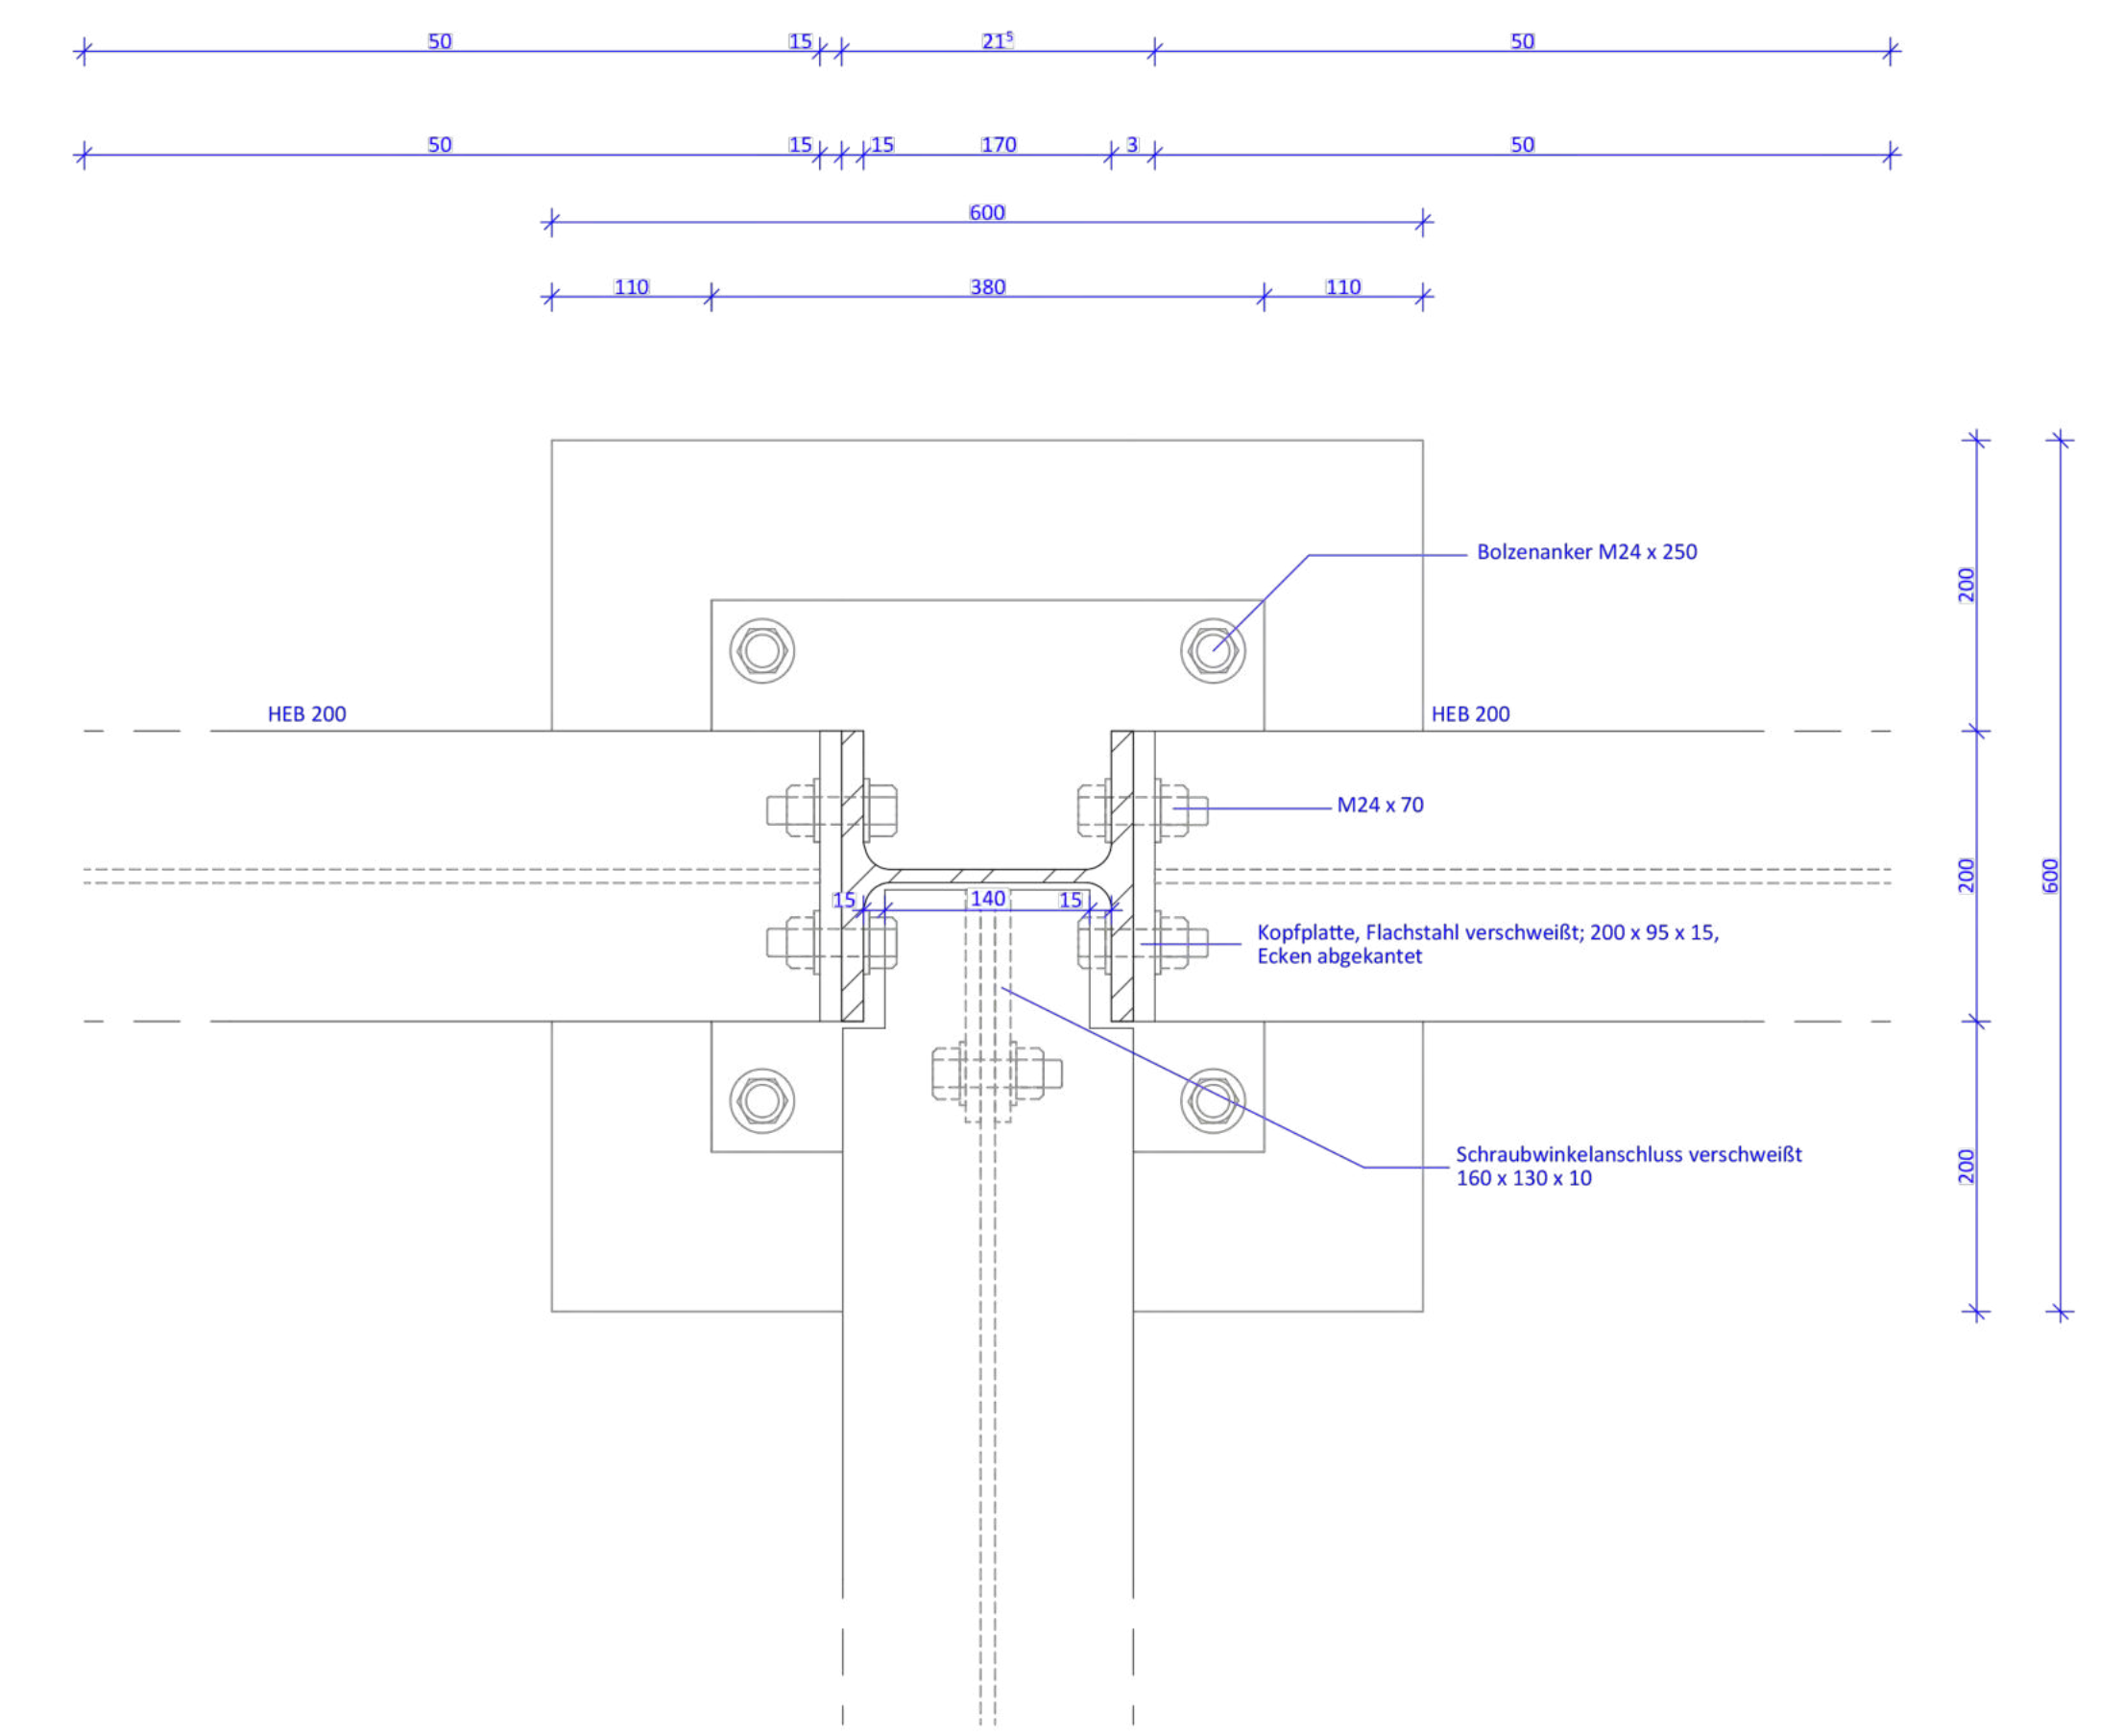 50 15 21⁵ 50
50 15 15 170 3 50
600
110 380 110
Bolzenanker M24 x 250
200
HEB 200 HEB 200
M24 x 70
200 600
15 140 15
Kopfplatte, Flachstahl verschweißt; 200 x 95 x 15,
Ecken abgekantet
Schraubwinkelanschluss verschweißt
160 x 130 x 10
200